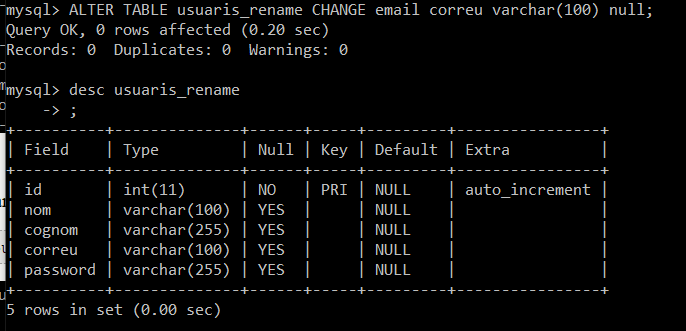 mysql> ALTER TABLE usuaris_rename CHANGE email correu varchar(100) null;
Query OK, 0 rows affected (0.20 sec)
Records: 0  Duplicates: 0  Warnings: 0
mysql> desc usuaris_rename
    -> ;
+----------+--------------+------+-----+---------+----------------+
| Field    | Type         | Null | Key | Default | Extra          |
+----------+--------------+------+-----+---------+----------------+
| id       | int(11)      | NO   | PRI | NULL    | auto_increment |
| nom      | varchar(100) | YES  |     | NULL    |                |
| cognom   | varchar(255) | YES  |     | NULL    |                |
| correu   | varchar(100) | YES  |     | NULL    |                |
| password | varchar(255) | YES  |     | NULL    |                |
+----------+--------------+------+-----+---------+----------------+
5 rows in set (0.00 sec)